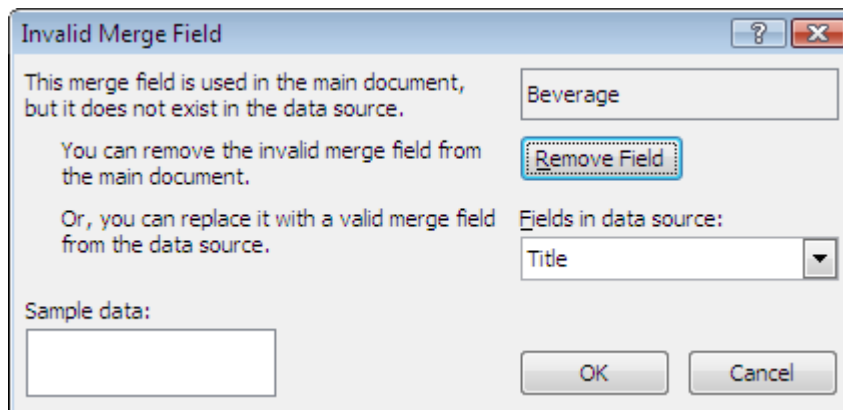 Invalid Merge Field
This merge field is used in the main document,
but it does not exist in the data source.
Beverage
You can remove the invalid merge field from
the main document.
Remove Field
Or, you can replace it with a valid merge field
from the data source.
Fields in data source:
Title
Sample data:
OK
Cancel